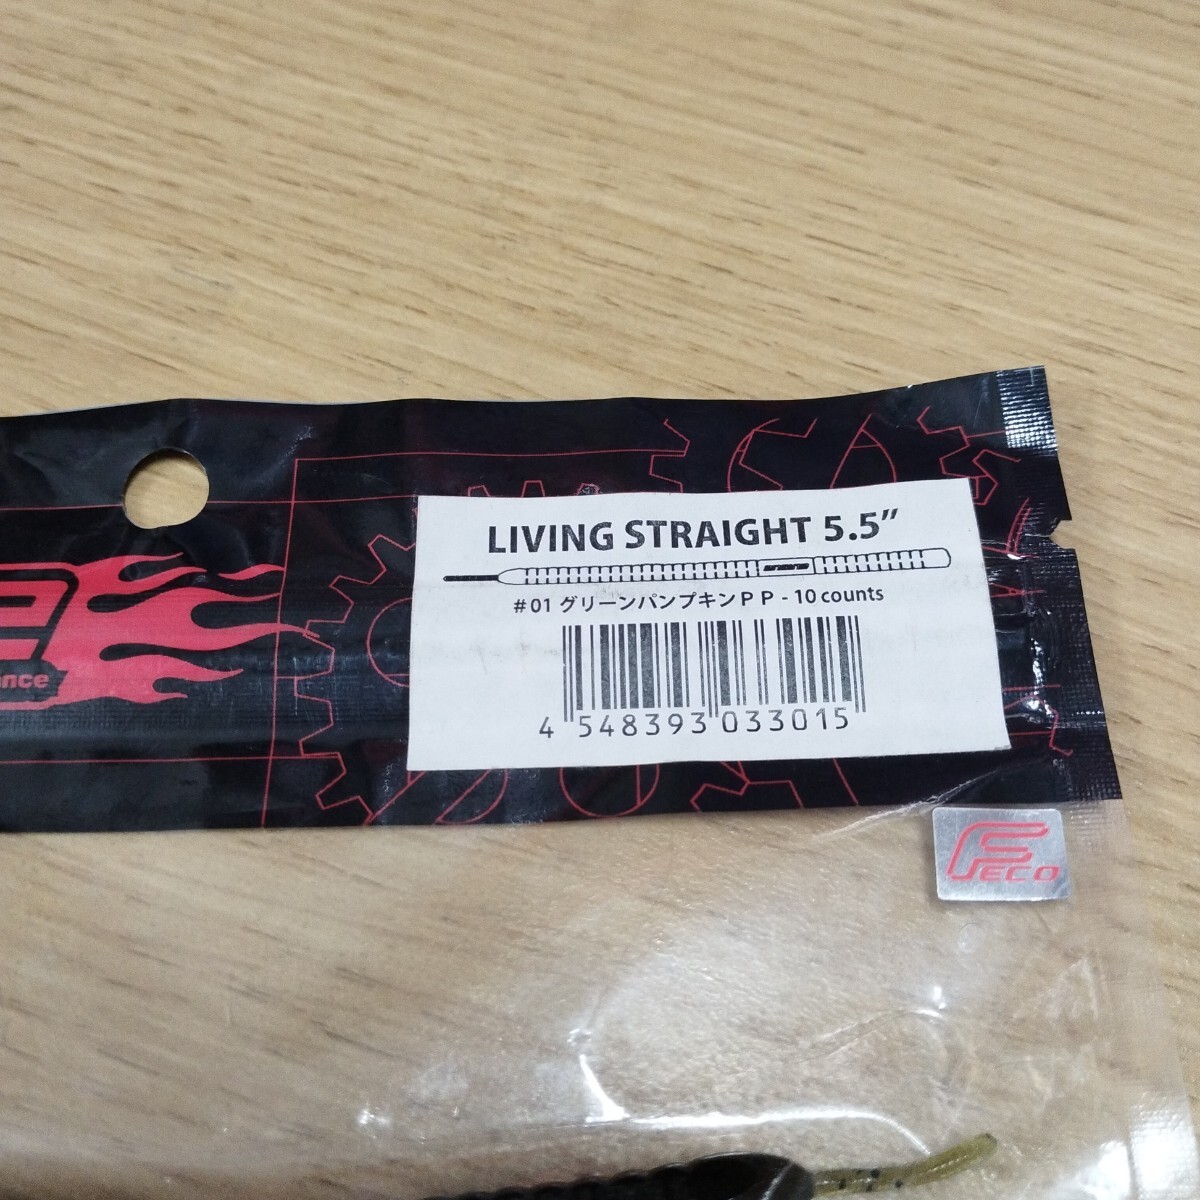 LIVING STRAIGHT 5.5”
#01 グリーンパンプキンPP - 10 counts
4 548393 033015
nce
FECO